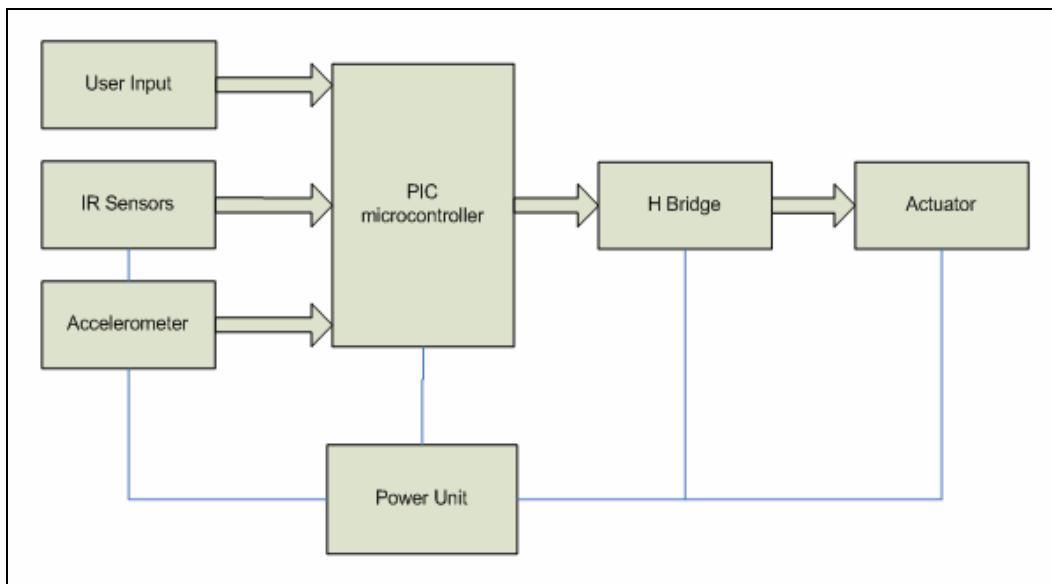 User Input
IR Sensors
Accelerometer
PIC
microcontroller
H Bridge
Actuator
Power Unit